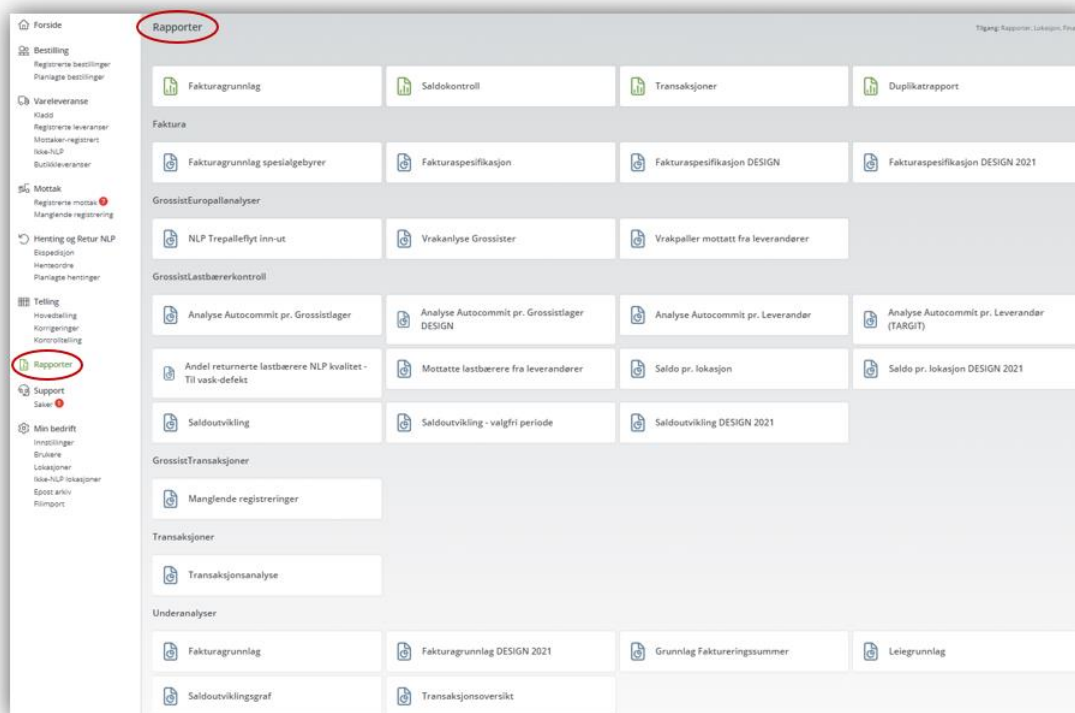 Forside
Bestilling
Registrerte bestillinger
Planlagte bestillinger
Vareleveranse
Kladd
Registrerte leveranser
Mottaker-registrert
Ikke-NLP
Butikkleveranser
Mottak
Registrerte mottak
Manglende registrering
Henting og Retur NLP
Ekspedisjon
Henteordre
Planlagte hentinger
Telling
Hovedtelling
Korrigeringer
Kontrolltelling
Rapporter
Support
Saker
Min bedrift
Innstillinger
Brukere
Lokasjoner
Ikke-NLP lokasjoner
Epost arkiv
Filimport
Rapporter
Tilgang: Rapporter, Lokasjon, Fina
Fakturagrunnlag
Saldokontroll
Transaksjoner
Duplikatrapport
Faktura
Fakturagrunnlag spesialgebyrer
Fakturaspesifikasjon
Fakturaspesifikasjon DESIGN
Fakturaspesifikasjon DESIGN 2021
GrossistEuropallanalyser
NLP Trepalleflyt inn-ut
Vrakanlyse Grossister
Vrakpaller mottatt fra leverandører
GrossistLastbærerkontroll
Analyse Autocommit pr. Grossistlager
Analyse Autocommit pr. Grossistlager
DESIGN
Analyse Autocommit pr. Leverandør
Analyse Autocommit pr. Leverandør
(TARGIT)
Andel returnerte lastbærere NLP kvalitet -
Til vask-defekt
Mottatte lastbærere fra leverandører
Saldo pr. lokasjon
Saldo pr. lokasjon DESIGN 2021
Saldoutvikling
Saldoutvikling - valgfri periode
Saldoutvikling DESIGN 2021
GrossistTransaksjoner
Manglende registreringer
Transaksjoner
Transaksjonsanalyse
Underanalyser
Fakturagrunnlag
Fakturagrunnlag DESIGN 2021
Grunnlag Faktureringssummer
Leiegrunnlag
Saldoutviklingsgraf
Transaksjonsoversikt